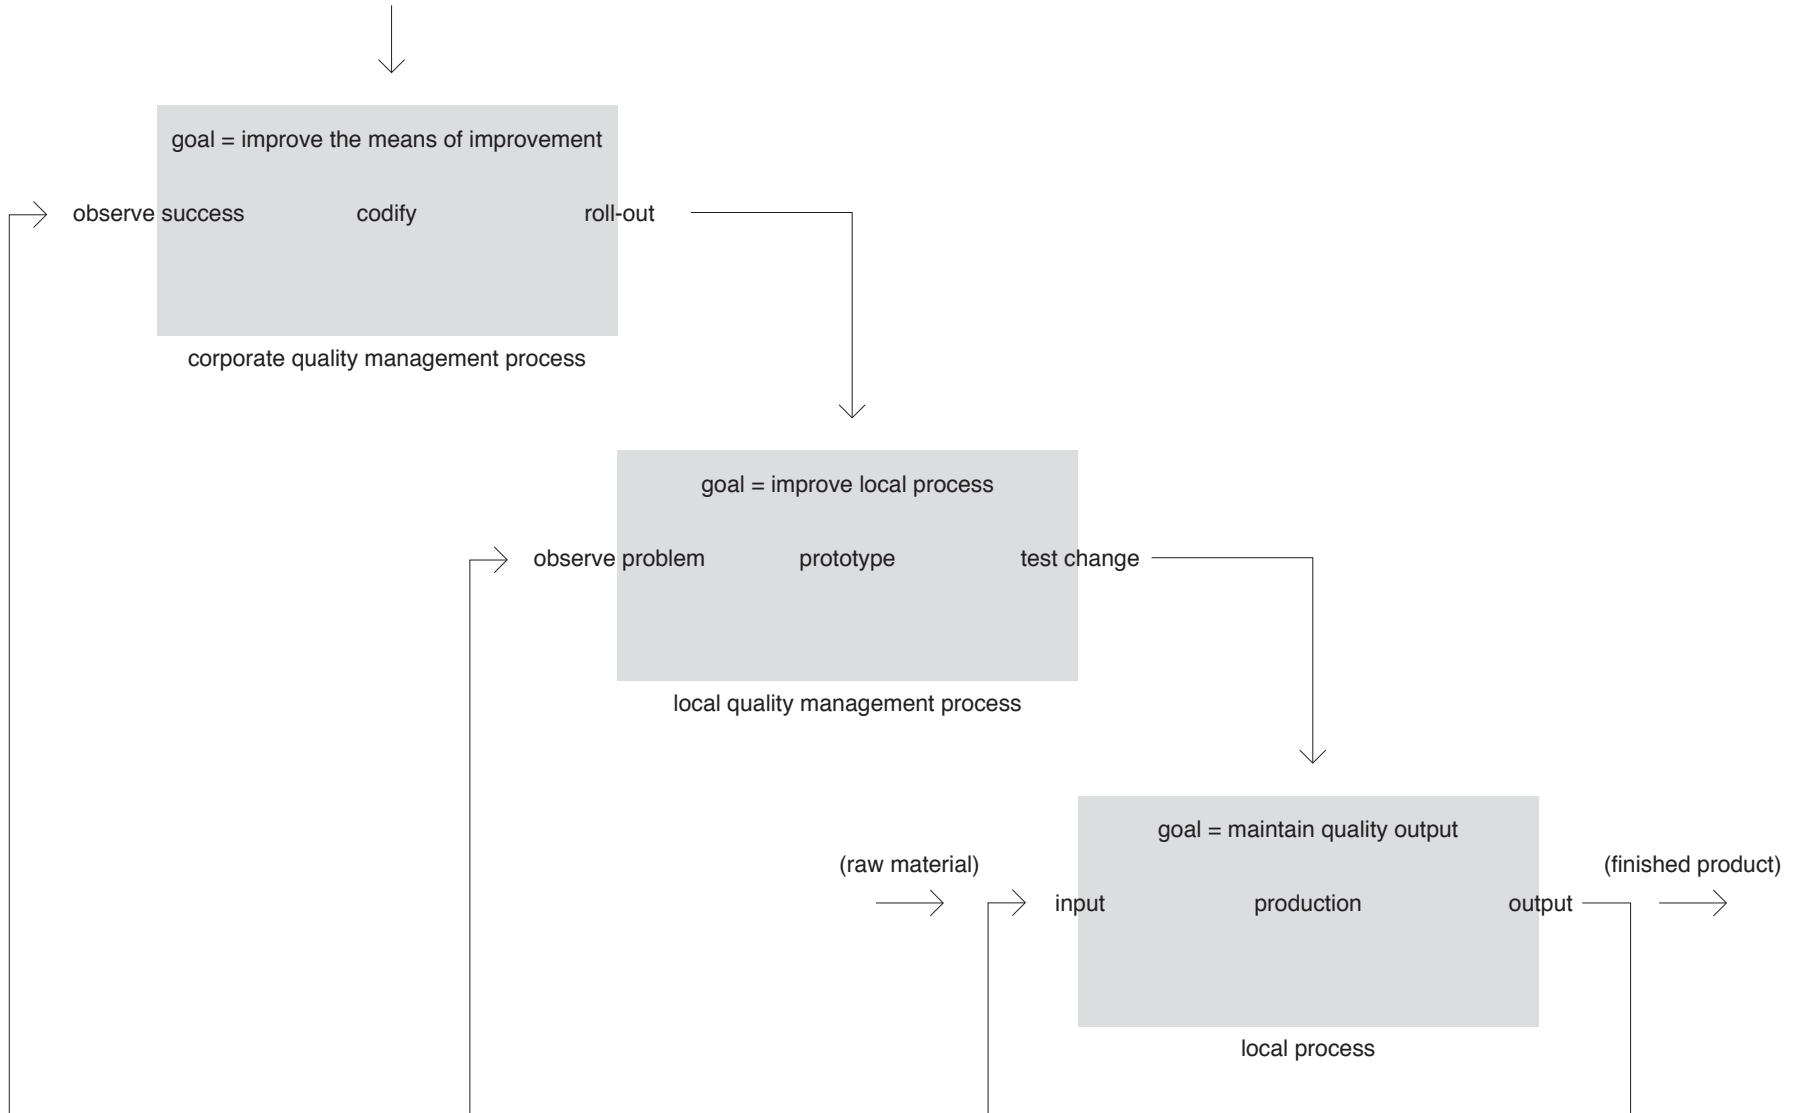 goal = improve the means of improvement
observe success codify roll-out
corporate quality management process
goal = improve local process
observe problem prototype test change
local quality management process
goal = maintain quality output
(raw material) (finished product)
input production output
local process